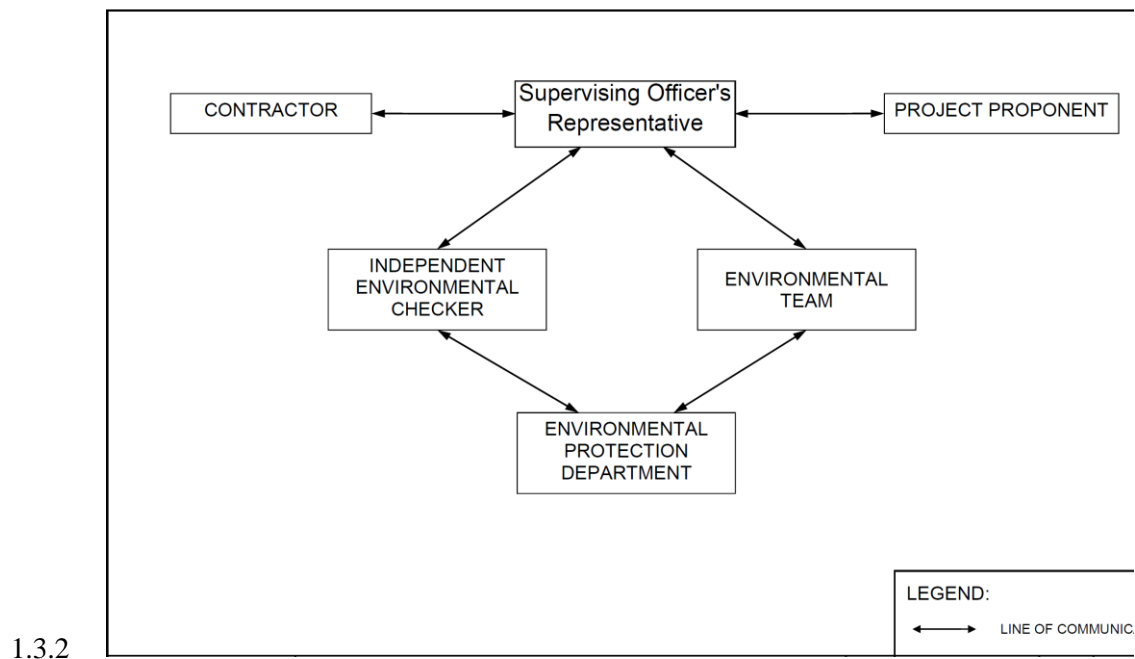 CONTRACTOR
Supervising Officer's
Representative
PROJECT PROPONENT
INDEPENDENT
ENVIRONMENTAL
CHECKER
ENVIRONMENTAL
TEAM
ENVIRONMENTAL
PROTECTION
DEPARTMENT
LEGEND:
LINE OF
1.3.2